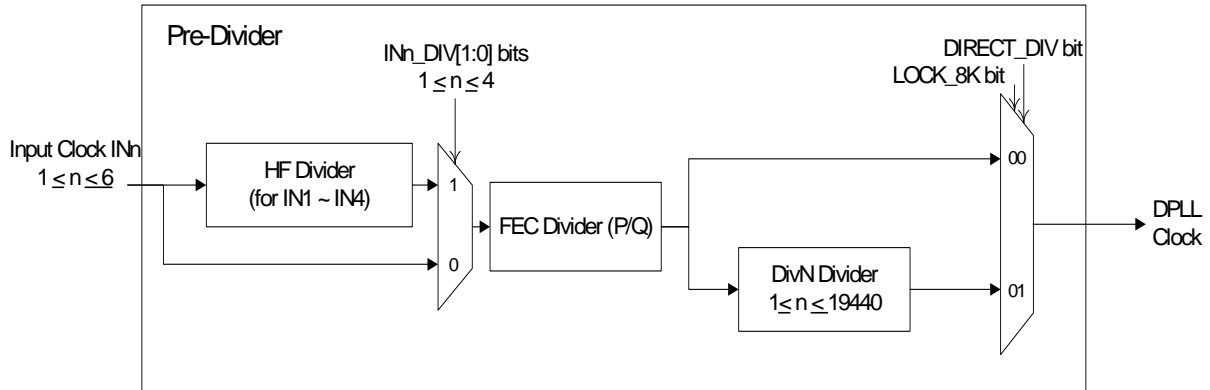 Pre-Divider
INn_DIV[1:0] bits
1 ≤ n ≤ 4
DIRECT_DIV bit
LOCK_8K bit
Input Clock INn
1 ≤ n ≤ 6
HF Divider
(for IN1 ~ IN4)
1
0
FEC Divider (P/Q)
00
DivN Divider
1 ≤ n ≤ 19440
01
DPLL
Clock